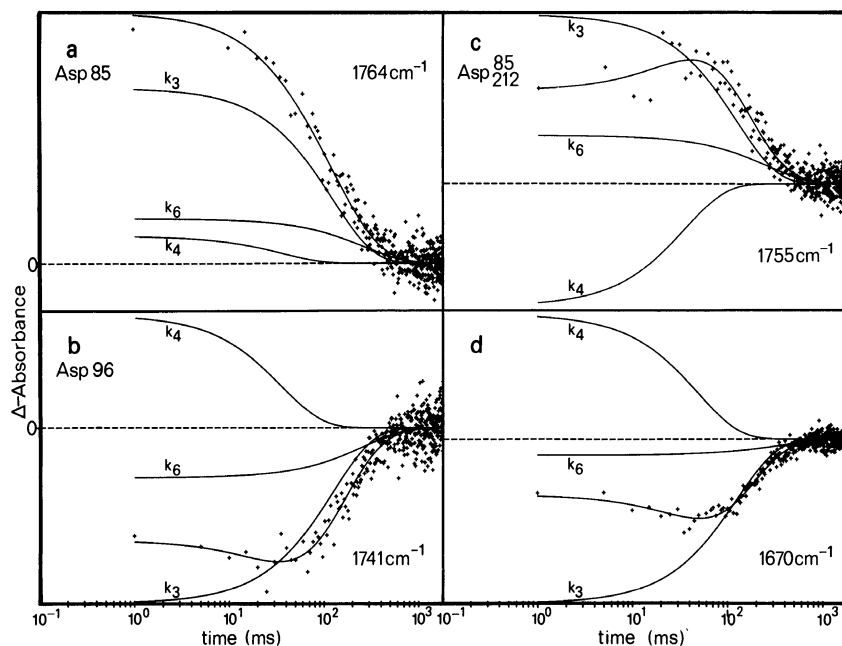 a
Asp 85
1764 cm⁻¹
k₃
k₆
k₄
0
c
Asp 85 212
k₃
k₆
1755 cm⁻¹
k₄
Δ-Absorbance
b
Asp 96
k₄
0
k₆
1741 cm⁻¹
k₃
10⁻¹ 10⁰ 10¹ 10² 10³
time (ms)
d
k₄
k₆
1670 cm⁻¹
k₃
10⁻¹ 10⁰ 10¹ 10² 10³
time (ms)